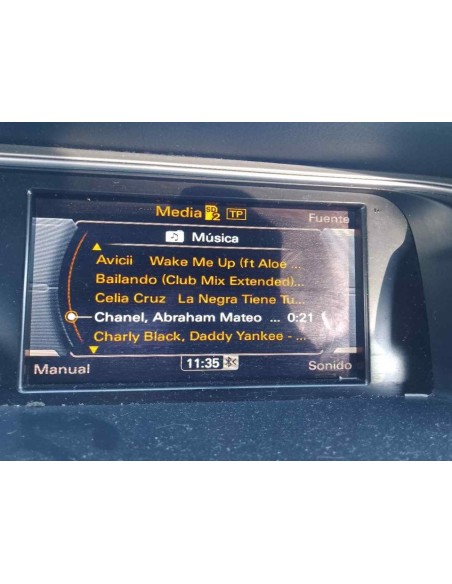 Media SD 2 TP
Fuente
Música
Avicii Wake Me Up (ft Aloe ...
Bailando (Club Mix Extended)...
Celia Cruz La Negra Tiene Tu...
Chanel, Abraham Mateo ... 0:21
Charly Black, Daddy Yankee - ...
Manual 11:35 Sonido